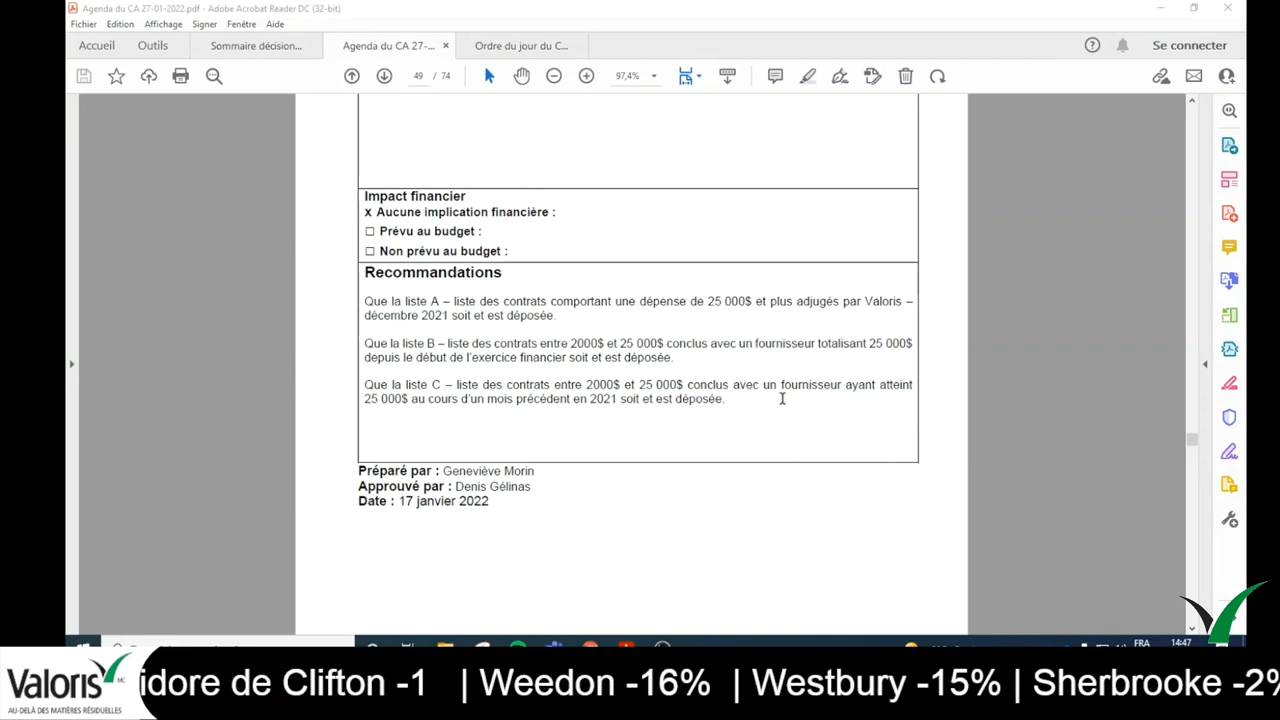 Agenda du CA 27-01-2022.pdf - Adobe Acrobat Reader DC (32-bit)
Fichier Edition Affichage Signer Fenêtre Aide
Accueil Outils Sommaire décision... Agenda du CA 27-... × Ordre du jour du C... Se connecter
49 / 74 97,4%
Impact financier
x Aucune implication financière :
☐ Prévu au budget :
☐ Non prévu au budget :
Recommandations
Que la liste A – liste des contrats comportant une dépense de 25 000$ et plus adjugés par Valoris –
décembre 2021 soit et est déposée.
Que la liste B – liste des contrats entre 2000$ et 25 000$ conclus avec un fournisseur totalisant 25 000$
depuis le début de l'exercice financier soit et est déposée.
Que la liste C – liste des contrats entre 2000$ et 25 000$ conclus avec un fournisseur ayant atteint
25 000$ au cours d'un mois précédent en 2021 soit et est déposée.
Préparé par : Geneviève Morin
Approuvé par : Denis Gélinas
Date : 17 janvier 2022
FRA 14:47
Valoris MC
AU-DELÀ DES MATIÈRES RÉSIDUELLES
idore de Clifton -1 | Weedon -16% | Westbury -15% | Sherbrooke -2%